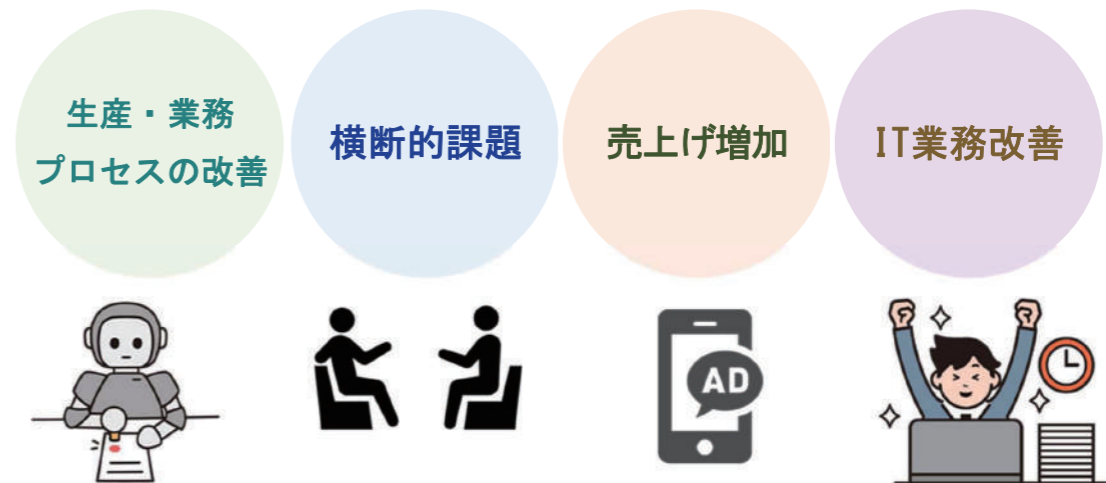 生産・業務
プロセスの改善
横断的課題
売上げ増加
IT業務改善
AD